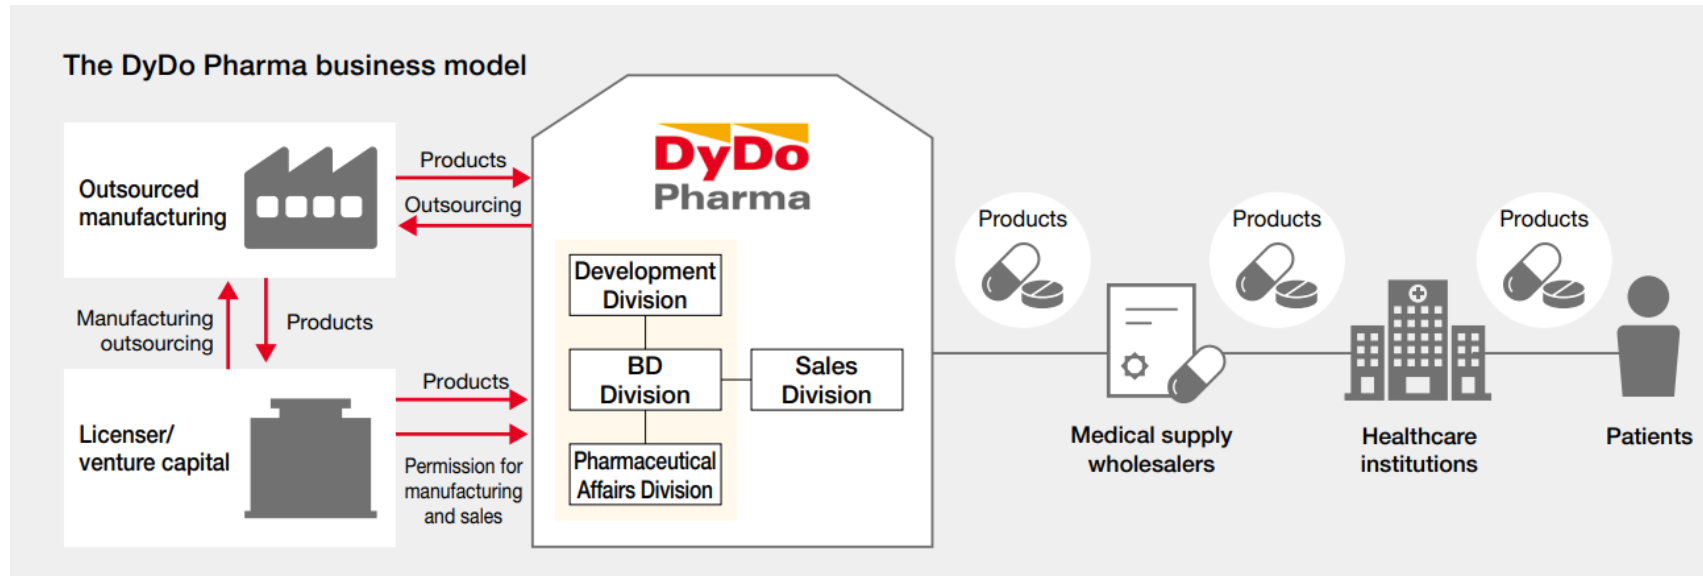 The DyDo Pharma business model
Outsourced
manufacturing
Products
Outsourcing
Manufacturing
outsourcing
Products
Licenser/
venture capital
Products
Permission for
manufacturing
and sales
DyDo
Pharma
Development
Division
BD
Division
Sales
Division
Pharmaceutical
Affairs Division
Products
Products
Products
Medical supply
wholesalers
Healthcare
institutions
Patients